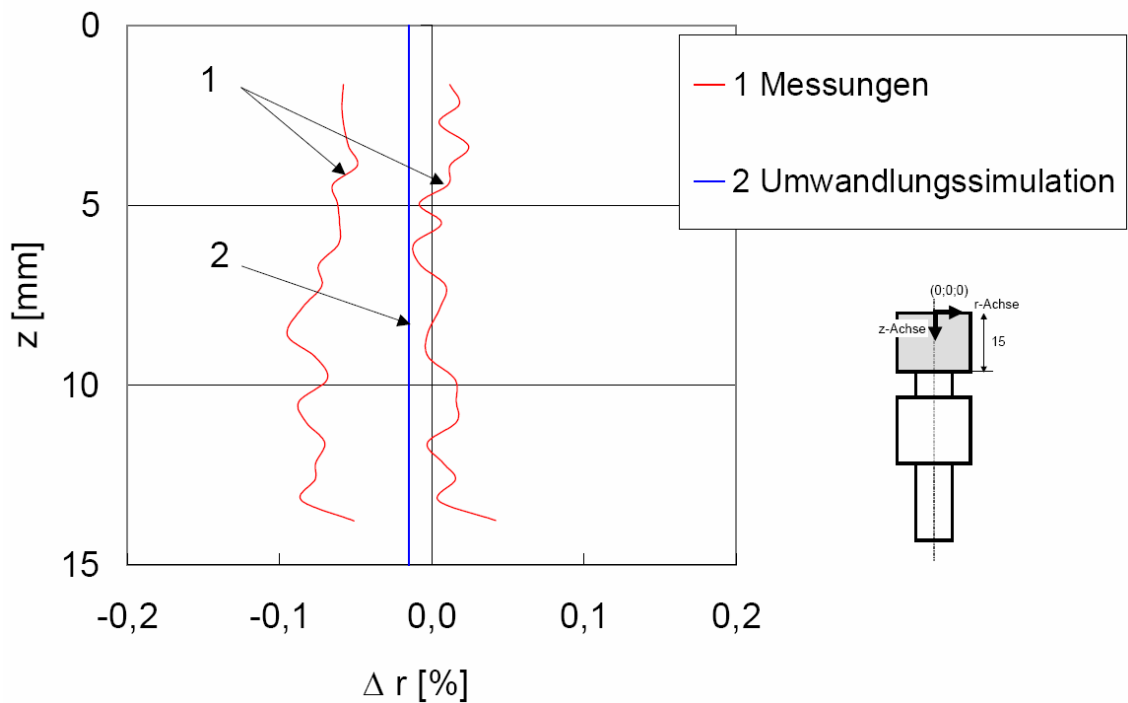 0
5
10
15
z [mm]
-0,2
-0,1
0,0
0,1
0,2
Δ r [%]
1
2
1 Messungen
2 Umwandlungssimulation
(0;0;0)
r-Achse
z-Achse
15